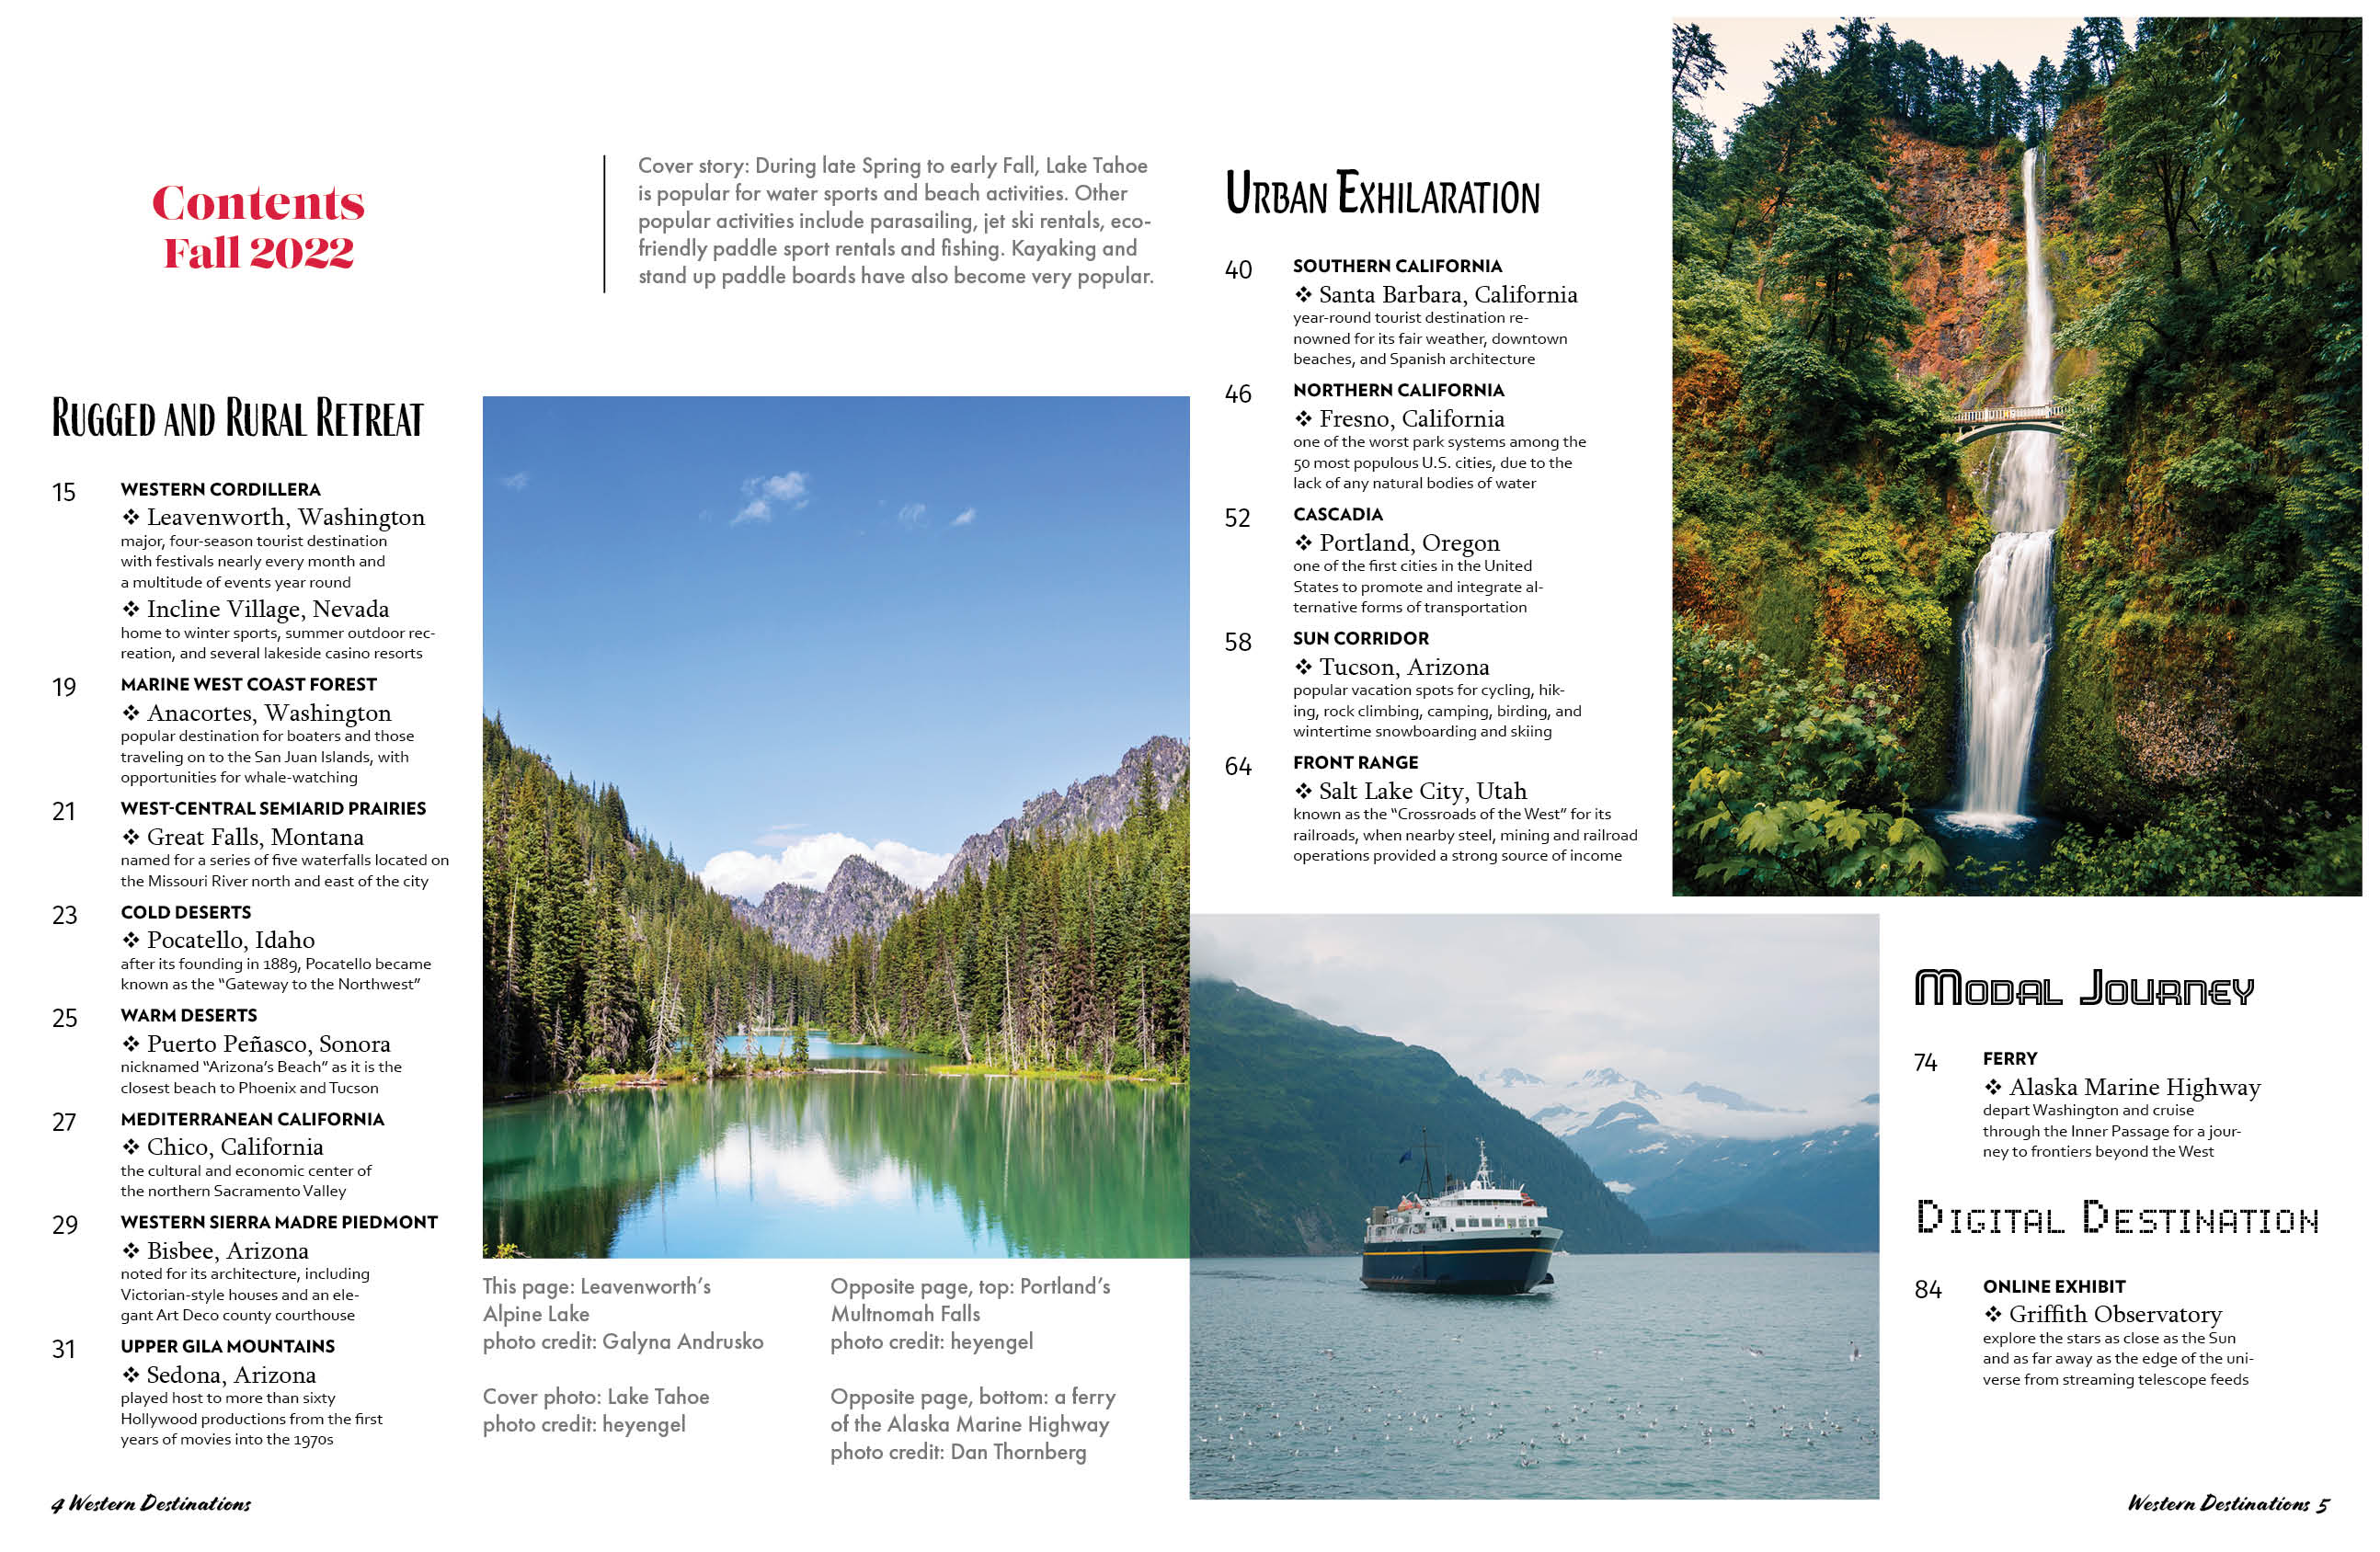 Contents
Fall 2022
Cover story: During late Spring to early Fall, Lake Tahoe
is popular for water sports and beach activities. Other
popular activities include parasailing, jet ski rentals, eco-
friendly paddle sport rentals and fishing. Kayaking and
stand up paddle boards have also become very popular.
Rugged and Rural Retreat
15 WESTERN CORDILLERA
❖ Leavenworth, Washington
major, four-season tourist destination
with festivals nearly every month and
a multitude of events year round
❖ Incline Village, Nevada
home to winter sports, summer outdoor rec-
reation, and several lakeside casino resorts
19 MARINE WEST COAST FOREST
❖ Anacortes, Washington
popular destination for boaters and those
traveling on to the San Juan Islands, with
opportunities for whale-watching
21 WEST-CENTRAL SEMIARID PRAIRIES
❖ Great Falls, Montana
named for a series of five waterfalls located on
the Missouri River north and east of the city
23 COLD DESERTS
❖ Pocatello, Idaho
after its founding in 1889, Pocatello became
known as the “Gateway to the Northwest”
25 WARM DESERTS
❖ Puerto Peñasco, Sonora
nicknamed “Arizona’s Beach” as it is the
closest beach to Phoenix and Tucson
27 MEDITERRANEAN CALIFORNIA
❖ Chico, California
the cultural and economic center of
the northern Sacramento Valley
29 WESTERN SIERRA MADRE PIEDMONT
❖ Bisbee, Arizona
noted for its architecture, including
Victorian-style houses and an ele-
gant Art Deco county courthouse
31 UPPER GILA MOUNTAINS
❖ Sedona, Arizona
played host to more than sixty
Hollywood productions from the first
years of movies into the 1970s
This page: Leavenworth’s
Alpine Lake
photo credit: Galyna Andrusko
Cover photo: Lake Tahoe
photo credit: heyengel
Opposite page, top: Portland’s
Multnomah Falls
photo credit: heyengel
Opposite page, bottom: a ferry
of the Alaska Marine Highway
photo credit: Dan Thornberg
4 Western Destinations
Urban Exhilaration
40 SOUTHERN CALIFORNIA
❖ Santa Barbara, California
year-round tourist destination re-
nowned for its fair weather, downtown
beaches, and Spanish architecture
46 NORTHERN CALIFORNIA
❖ Fresno, California
one of the worst park systems among the
50 most populous U.S. cities, due to the
lack of any natural bodies of water
52 CASCADIA
❖ Portland, Oregon
one of the first cities in the United
States to promote and integrate al-
ternative forms of transportation
58 SUN CORRIDOR
❖ Tucson, Arizona
popular vacation spots for cycling, hik-
ing, rock climbing, camping, birding, and
wintertime snowboarding and skiing
64 FRONT RANGE
❖ Salt Lake City, Utah
known as the “Crossroads of the West” for its
railroads, when nearby steel, mining and railroad
operations provided a strong source of income
Modal Journey
74 FERRY
❖ Alaska Marine Highway
depart Washington and cruise
through the Inner Passage for a jour-
ney to frontiers beyond the West
Digital Destination
84 ONLINE EXHIBIT
❖ Griffith Observatory
explore the stars as close as the Sun
and as far away as the edge of the uni-
verse from streaming telescope feeds
Western Destinations 5